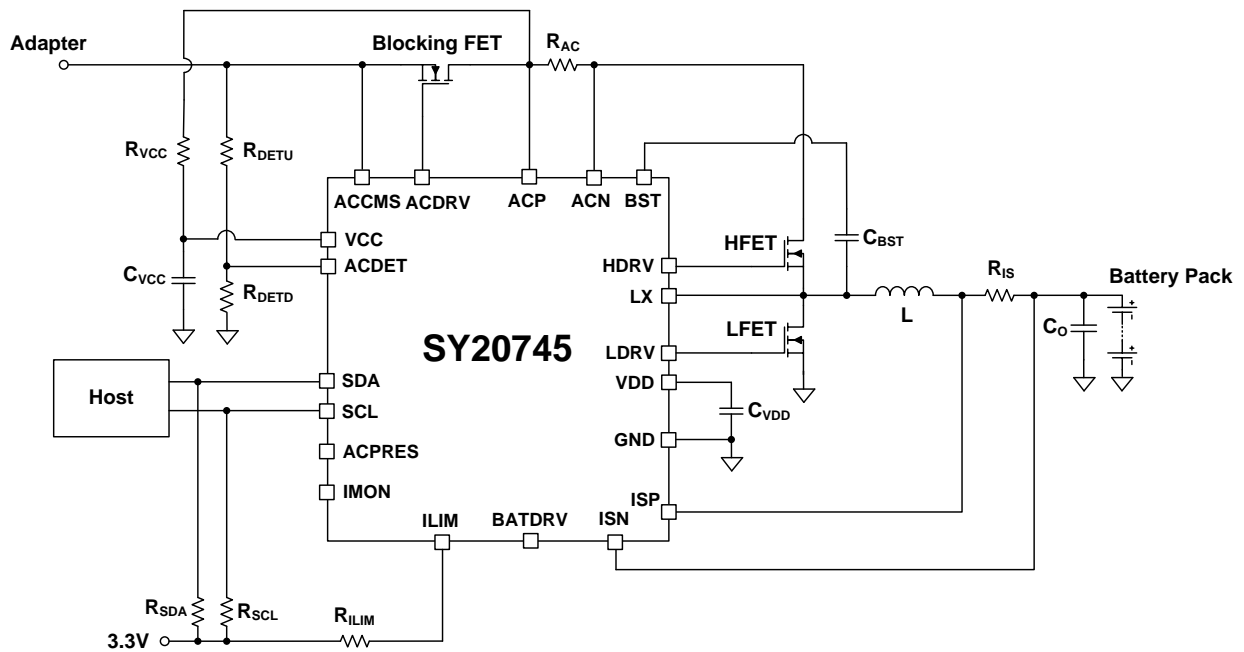 Adapter
Blocking FET
RAC
RVCC
RDETU
ACCMS
ACDRV
ACP
ACN
BST
VCC
ACDET
CVCC
RDETD
HFET
CBST
HDRV
LX
RIS
Battery Pack
L
CO
LFET
SY20745
LDRV
VDD
CVDD
Host
SDA
SCL
GND
ACPRES
IMON
ISP
ILIM
BATDRV
ISN
RSDA
RSCL
RILIM
3.3V